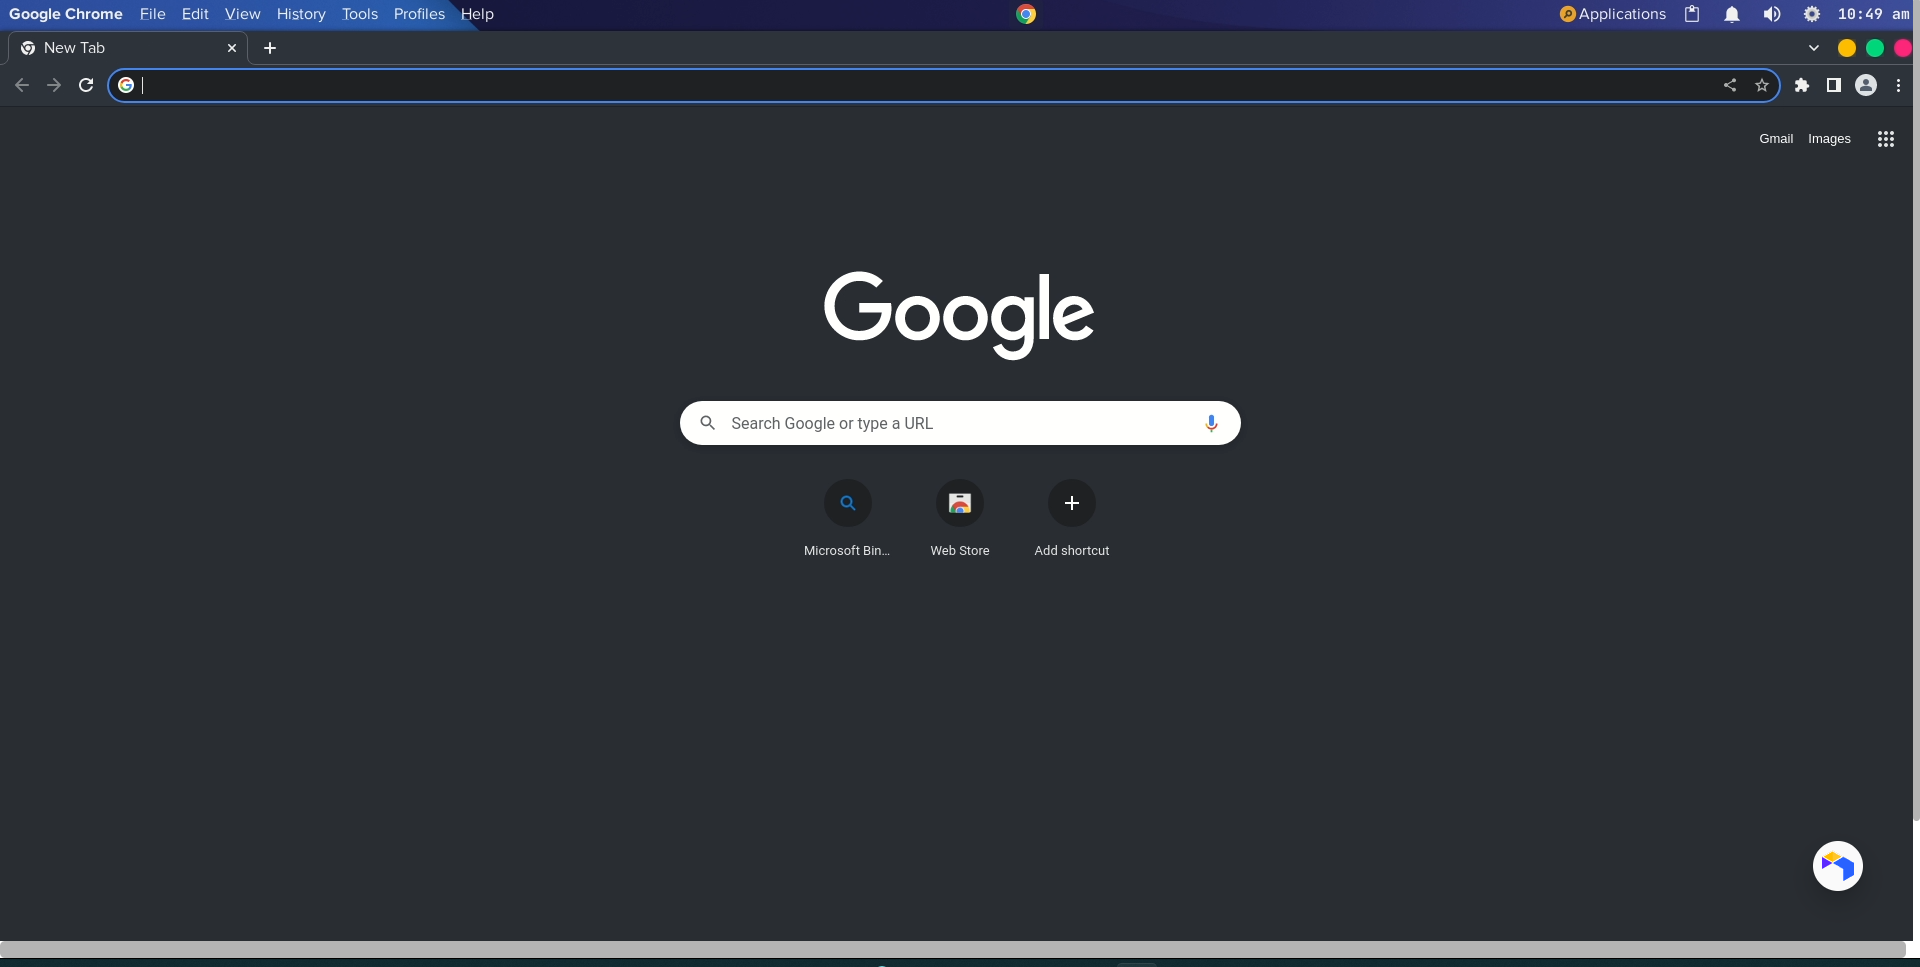 Google Chrome File Edit View History Tools Profiles Help Applications 10:49 am
New Tab
Gmail Images
Google
Search Google or type a URL
Microsoft Bin... Web Store Add shortcut